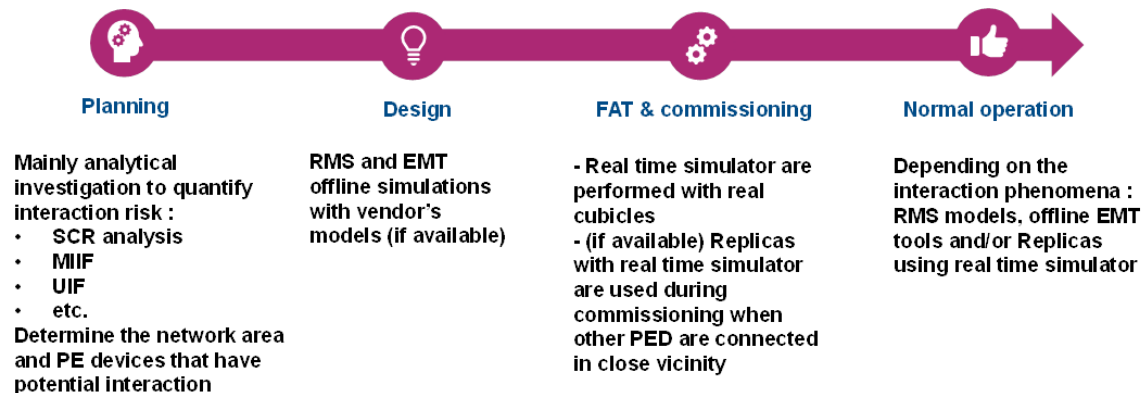 Planning
Mainly analytical
investigation to quantify
interaction risk :
• SCR analysis
• MIIF
• UIF
• etc.
Determine the network area
and PE devices that have
potential interaction
Design
RMS and EMT
offline simulations
with vendor's
models (if available)
FAT & commissioning
- Real time simulator are
performed with real
cubicles
- (if available) Replicas
with real time simulator
are used during
commissioning when
other PED are connected
in close vicinity
Normal operation
Depending on the
interaction phenomena :
RMS models, offline EMT
tools and/or Replicas
using real time simulator